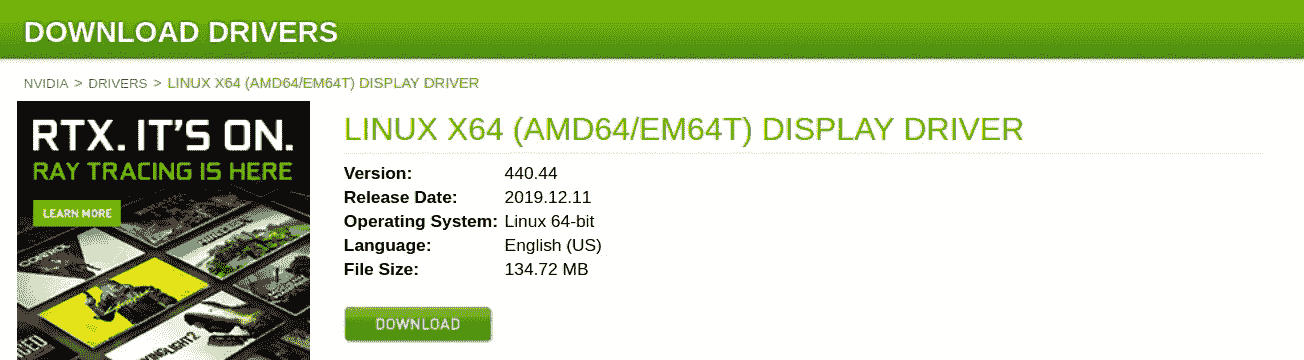 DOWNLOAD DRIVERS
NVIDIA > DRIVERS > LINUX X64 (AMD64/EM64T) DISPLAY DRIVER
RTX. IT'S ON.
RAY TRACING IS HERE
LEARN MORE
CONTROL
LINUX X64 (AMD64/EM64T) DISPLAY DRIVER
Version: 440.44
Release Date: 2019.12.11
Operating System: Linux 64-bit
Language: English (US)
File Size: 134.72 MB
DOWNLOAD